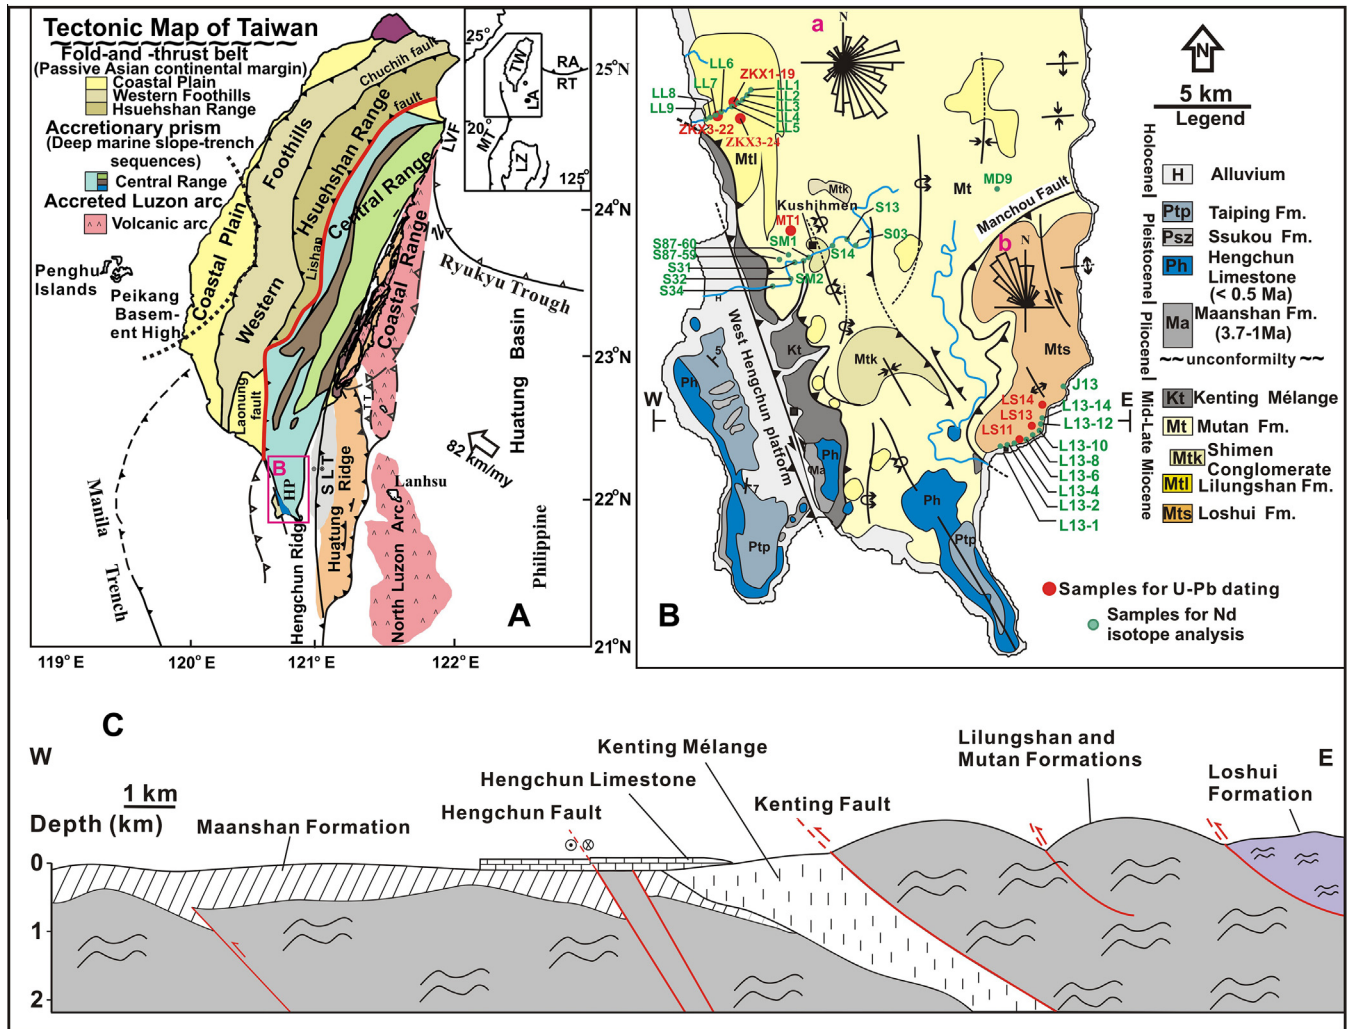 Tectonic Map of Taiwan
Fold-and -thrust belt
(Passive Asian continental margin)
Coastal Plain
Western Foothills
Hsuehshan Range
Accretionary prism
(Deep marine slope-trench
sequences)
Central Range
Accreted Luzon arc
Volcanic arc
Penghu
Islands
Peikang
Basem-
ent High
Chuchih fault
Foothills
Western
Hsuehshan Range
fault
Lishan
Central Range
Coastal Plain
Coastal Range
LVF
Laonung
fault
Ryukyu Trough
Huatung Basin
Philippine
82 km/my
Lanhsu
North Luzon Arc
Huatung
Ridge
SLT
Hengchun Ridge
HP
B
Manila
Trench
A
25°
20°
125°
TW
LA
LZ
MT
RA
RT
25°N
24°N
23°N
22°N
21°N
119°E
120°E
121°E
122°E
a
N
b
N
LL6
LL7
LL8
LL9
ZKX1-19
LL1
LL2
LL3
LL4
LL5
ZKX3-22
ZKX3-24
Mtl
Mtk
Kushihmen
Mt
MD9
Manchou Fault
MT1
SM1
S13
S03
S14
SM2
S87-60
S87-59
S31
S32
S34
H
West Hengchun platform
Kt
Mtk
Mts
Ph
5
Ma
Ph
7
Ptp
Ph
Ptp
W
E
LS14
LS13
LS11
J13
L13-14
L13-12
L13-10
L13-8
L13-6
L13-4
L13-2
L13-1
B
N
5 km
Legend
Holocene
Pleistocene
Pliocene
Mid-Late Miocene
H Alluvium
Ptp Taiping Fm.
Psz Ssukou Fm.
Ph Hengchun
Limestone
(< 0.5 Ma)
Ma Maanshan Fm.
(3.7-1Ma)
~~unconformilty~~
Kt Kenting Mélange
Mt Mutan Fm.
Mtk Shimen
Conglomerate
Mtl Lilungshan Fm.
Mts Loshui Fm.
Samples for U-Pb dating
Samples for Nd
isotope analysis
C
W
E
1 km
Depth (km)
0
1
2
Maanshan Formation
Hengchun Fault
Hengchun Limestone
Kenting Mélange
Kenting Fault
Lilungshan and
Mutan Formations
Loshui
Formation